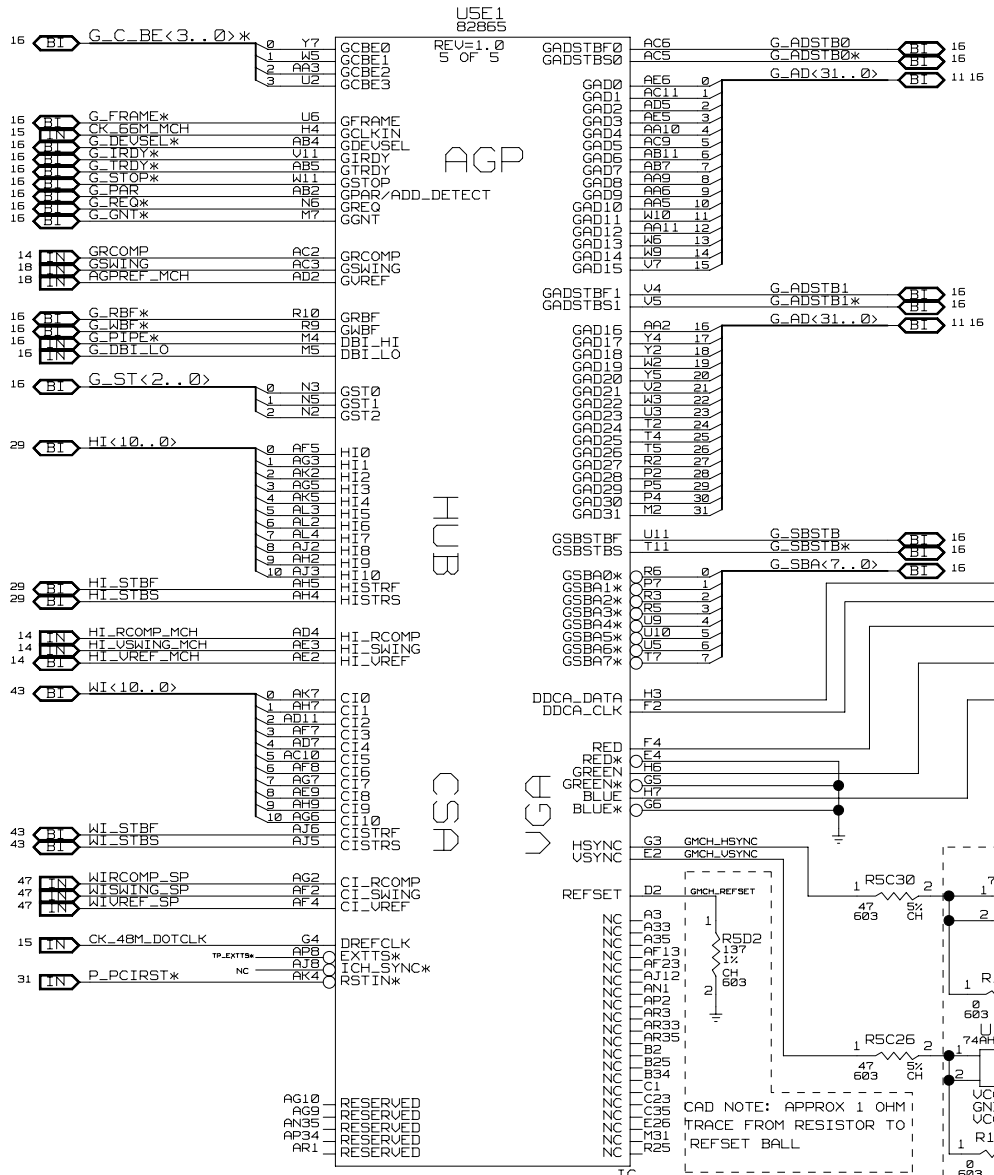 U5E1
82865
REV=1.0
5 OF 5
16 BI G_C_BE<3..0>*
0 Y7 GCBE0
1 W5 GCBE1
2 AA3 GCBE2
3 U2 GCBE3
16 BI G_FRAME* U6 GFRAME
15 IN CK_66M_MCH H4 GCLKIN
16 BI G_DEVSEL* AB4 GDEVSEL
16 BI G_IRDY* V11 GIRDY
16 BI G_TRDY* AB5 GTRDY
16 BI G_STOP* W11 GSTOP
16 BI G_PAR AB2 GPAR/ADD_DETECT
16 BI G_REQ* N6 GREQ
16 BI G_GNT* M7 GGNT
14 IN GRCOMP AC2 GRCOMP
18 IN GSWING AC3 GSWING
18 IN AGPREF_MCH AD2 GVREF
16 BI G_RBF* R10 GRBF
16 BI G_WBF* R9 GWBF
16 IN G_PIPE* M4 DBI_HI
16 IN G_DBI_LO M5 DBI_LO
16 BI G_ST<2..0>
0 N3 GST0
1 N5 GST1
2 N2 GST2
29 BI HI<10..0>
0 AF5 HI0
1 AG3 HI1
2 AK2 HI2
3 AG5 HI3
4 AK5 HI4
5 AL3 HI5
6 AL2 HI6
7 AL4 HI7
8 AJ2 HI8
9 AH2 HI9
10 AJ3 HI10
29 BI HI_STBF AH5 HISTRF
29 BI HI_STBS AH4 HISTRS
14 IN HI_RCOMP_MCH AD4 HI_RCOMP
14 IN HI_VSWING_MCH AE3 HI_SWING
14 BI HI_VREF_MCH AE2 HI_VREF
43 BI WI<10..0>
0 AK7 CI0
1 AH7 CI1
2 AD11 CI2
3 AF7 CI3
4 AD7 CI4
5 AC10 CI5
6 AF8 CI6
7 AG7 CI7
8 AE9 CI8
9 AH9 CI9
10 AG6 CI10
43 BI WI_STBF AJ6 CISTRF
43 BI WI_STBS AJ5 CISTRS
47 IN WIRCOMP_SP AG2 CI_RCOMP
47 IN WISWING_SP AF2 CI_SWING
47 IN WIVREF_SP AF4 CI_VREF
15 IN CK_48M_DOTCLK G4 DREFCLK
TP_EXTTS* AP8 EXTTS*
NC AJ8 ICH_SYNC*
31 IN P_PCIRST* AK4 RSTIN*
AG10 RESERVED
AG9 RESERVED
AN35 RESERVED
AP34 RESERVED
AR1 RESERVED
AGP
HUB
CSA
VGA
GADSTBF0 AC6 G_ADSTB0 BI 16
GADSTBS0 AC5 G_ADSTB0* BI 16
G_AD<31..0> BI 11 16
GAD0 AE6 0
GAD1 AC11 1
GAD2 AD5 2
GAD3 AE5 3
GAD4 AA10 4
GAD5 AC9 5
GAD6 AB11 6
GAD7 AB7 7
GAD8 AA9 8
GAD9 AA6 9
GAD10 AA5 10
GAD11 W10 11
GAD12 AA11 12
GAD13 W6 13
GAD14 W9 14
GAD15 V7 15
GADSTBF1 V4 G_ADSTB1 BI 16
GADSTBS1 V5 G_ADSTB1* BI 16
G_AD<31..0> BI 11 16
GAD16 AA2 16
GAD17 Y4 17
GAD18 Y2 18
GAD19 W2 19
GAD20 Y5 20
GAD21 V2 21
GAD22 W3 22
GAD23 U3 23
GAD24 T2 24
GAD25 T4 25
GAD26 T5 26
GAD27 R2 27
GAD28 P2 28
GAD29 P5 29
GAD30 P4 30
GAD31 M2 31
GSBSTBF U11 G_SBSTB BI 16
GSBSTBS T11 G_SBSTB* BI 16
G_SBA<7..0> BI 16
GSBA0* R6 0
GSBA1* P7 1
GSBA2* R3 2
GSBA3* R5 3
GSBA4* U9 4
GSBA5* U10 5
GSBA6* U5 6
GSBA7* T7 7
DDCA_DATA H3
DDCA_CLK F2
RED F4
RED* E4
GREEN H6
GREEN* G5
BLUE H7
BLUE* G6
HSYNC G3 GMCH_HSYNC
VSYNC E2 GMCH_VSYNC
REFSET D2 GMCH_REFSET
NC A3
NC A33
NC A35
NC AF13
NC AF23
NC AJ12
NC AN1
NC AP2
NC AR3
NC AR33
NC AR35
NC B2
NC B25
NC B34
NC C1
NC C23
NC C35
NC E26
NC M31
NC R25
IC
1 R5D2
137
1%
CH
603
2
1 R5C30 2
47 5%
603 CH
1 R5C26 2
47 5%
603 CH
CAD NOTE: APPROX 1 OHM
TRACE FROM RESISTOR TO
REFSET BALL
7
1
2
R
1
0
603
U
74AH
1
2
VCC
GN
VCC
R1
1
0
603